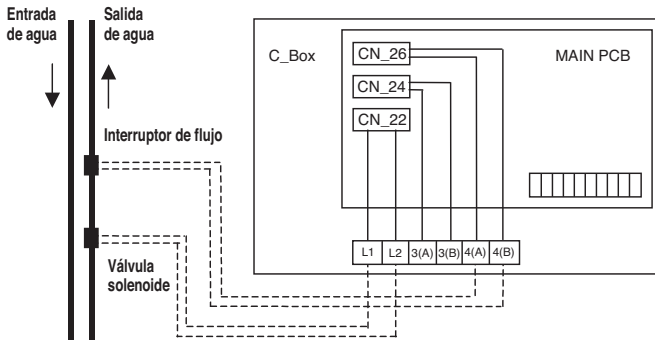 Entrada
de agua
Salida
de agua
Interruptor de flujo
Válvula
solenoide
C_Box
MAIN PCB
CN_26
CN_24
CN_22
L1 L2 3(A) 3(B) 4(A) 4(B)